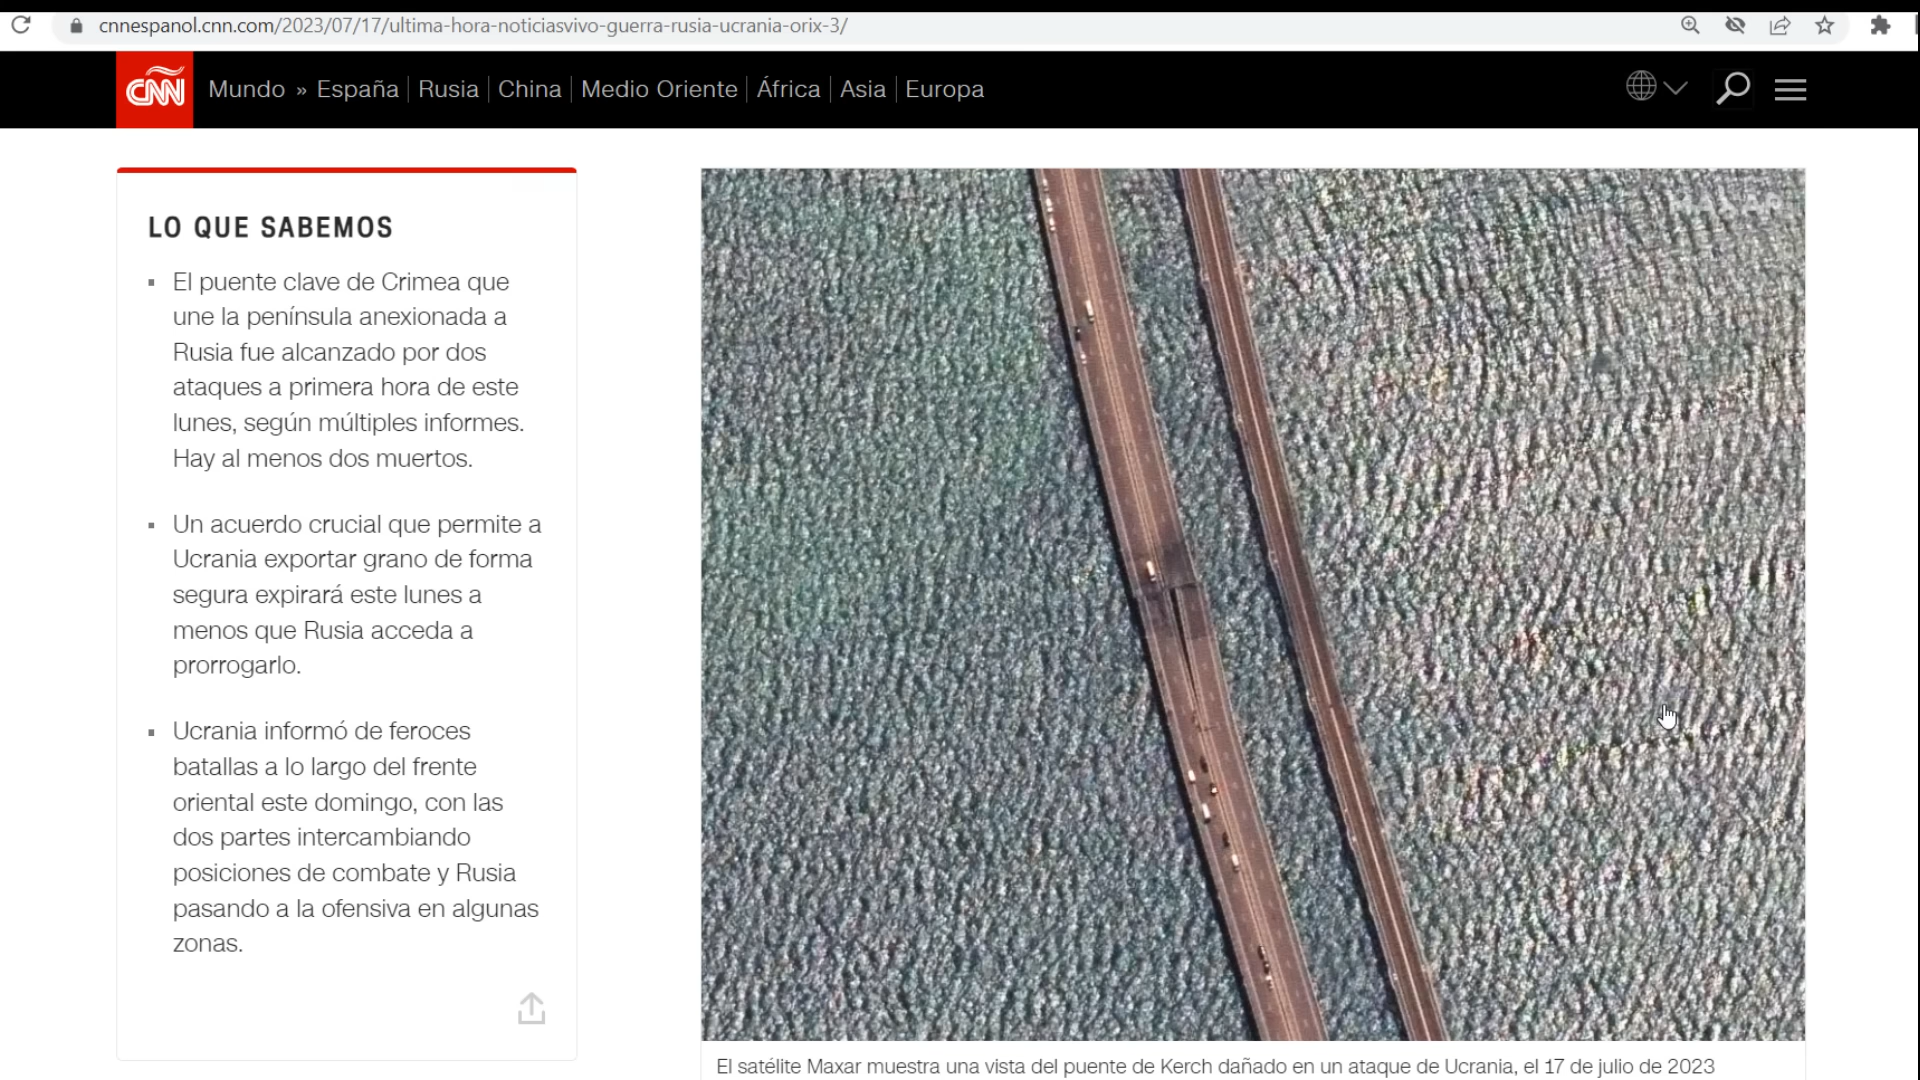 cnnespanol.cnn.com/2023/07/17/ultima-hora-noticiasvivo-guerra-rusia-ucrania-orix-3/
CNN Mundo » España | Rusia | China | Medio Oriente | África | Asia | Europa
LO QUE SABEMOS
▪ El puente clave de Crimea que
une la península anexionada a
Rusia fue alcanzado por dos
ataques a primera hora de este
lunes, según múltiples informes.
Hay al menos dos muertos.
▪ Un acuerdo crucial que permite a
Ucrania exportar grano de forma
segura expirará este lunes a
menos que Rusia acceda a
prorrogarlo.
▪ Ucrania informó de feroces
batallas a lo largo del frente
oriental este domingo, con las
dos partes intercambiando
posiciones de combate y Rusia
pasando a la ofensiva en algunas
zonas.
MAXAR
El satélite Maxar muestra una vista del puente de Kerch dañado en un ataque de Ucrania, el 17 de julio de 2023